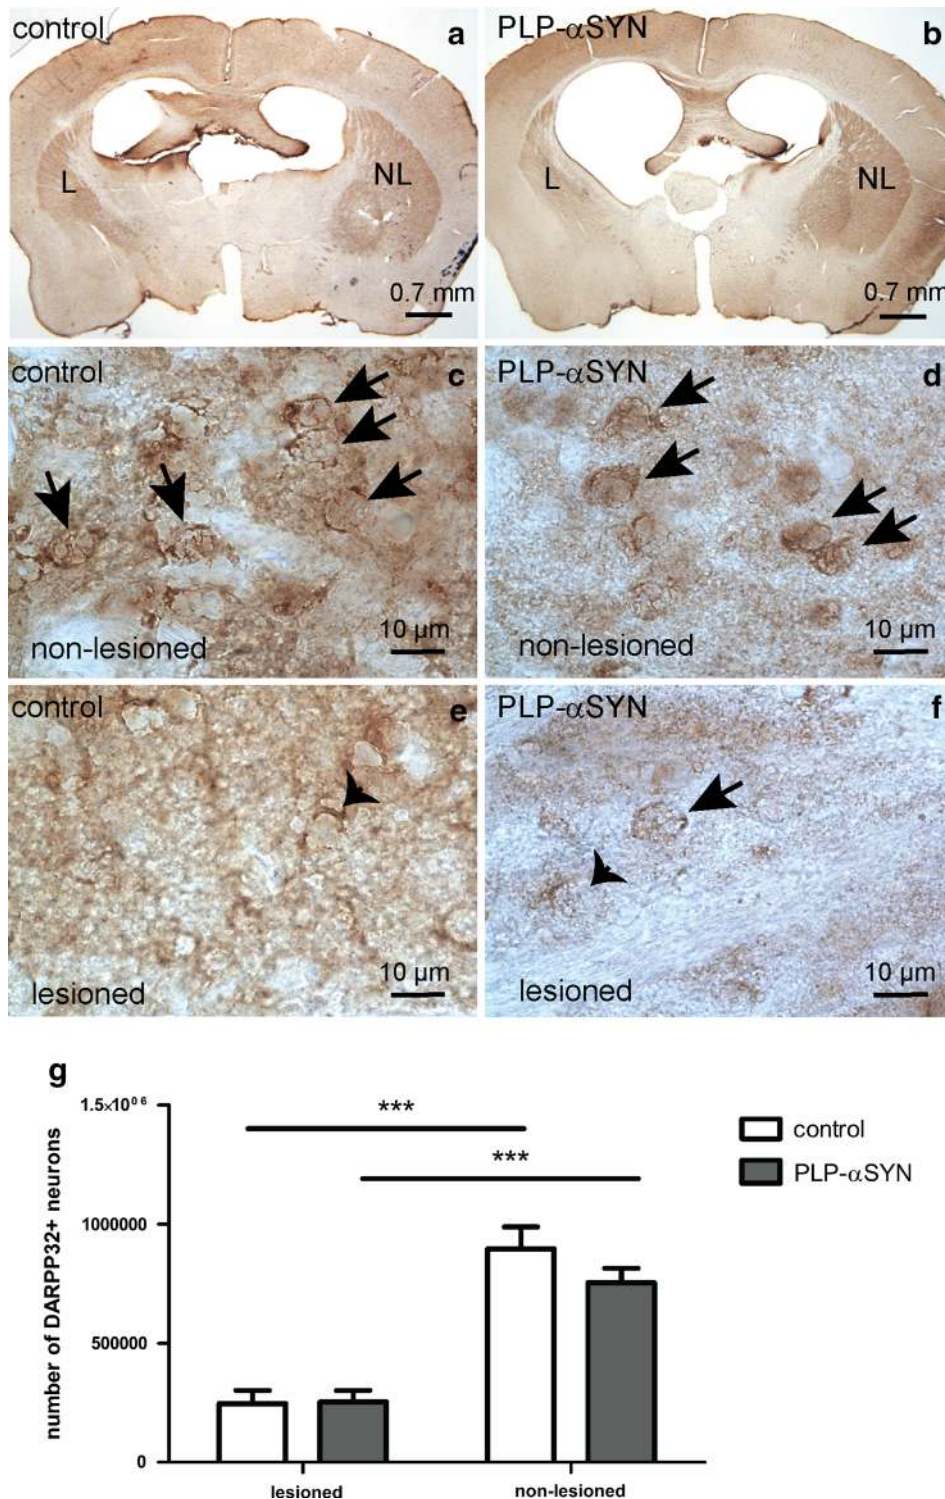 control
a
PLP-αSYN
b
L
NL
L
NL
0.7 mm
0.7 mm
control
c
PLP-αSYN
d
non-lesioned
10 μm
non-lesioned
10 μm
control
e
PLP-αSYN
f
lesioned
10 μm
lesioned
10 μm
g
1.5×10⁰⁶
1000000
500000
0
number of DARPP32+ neurons
***
***
control
PLP-αSYN
lesioned
non-lesioned